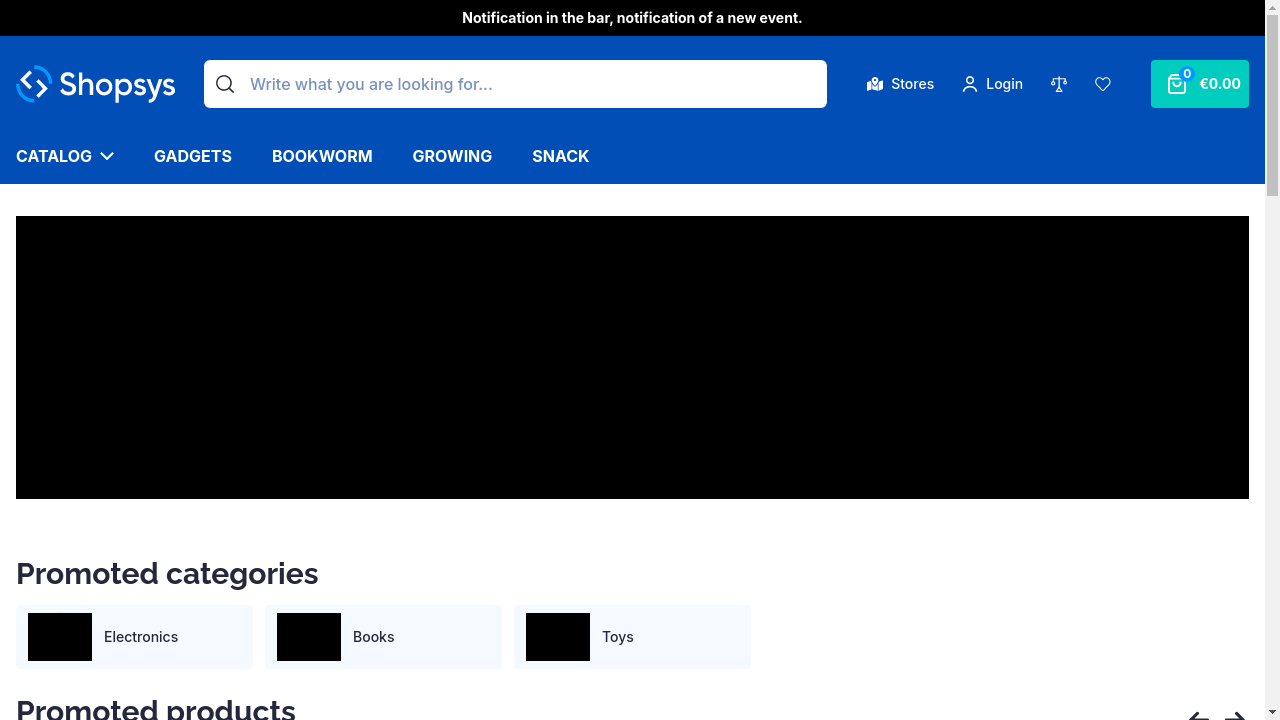 Notification in the bar, notification of a new event.
Shopsys
Write what you are looking for...
Stores
Login
0
€0.00
CATALOG
GADGETS
BOOKWORM
GROWING
SNACK
Promoted categories
Electronics
Books
Toys
Promoted products